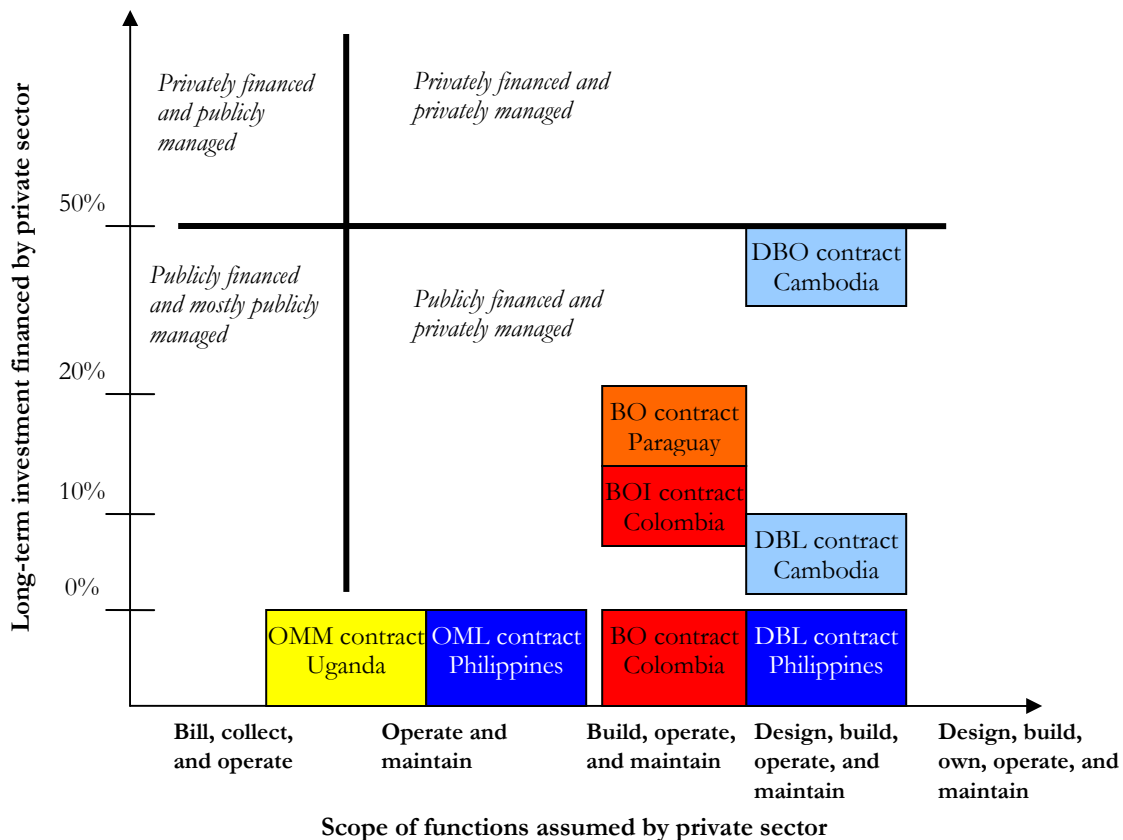 Long-term investment financed by private sector
Privately financed
and publicly
managed
Privately financed and
privately managed
50%
Publicly financed
and mostly publicly
managed
Publicly financed and
privately managed
DBO contract
Cambodia
20%
BO contract
Paraguay
10%
BOI contract
Colombia
DBL contract
Cambodia
0%
OMM contract
Uganda
OML contract
Philippines
BO contract
Colombia
DBL contract
Philippines
Bill, collect,
and operate
Operate and
maintain
Build, operate,
and maintain
Design, build,
operate, and
maintain
Design, build,
own, operate, and
maintain
Scope of functions assumed by private sector